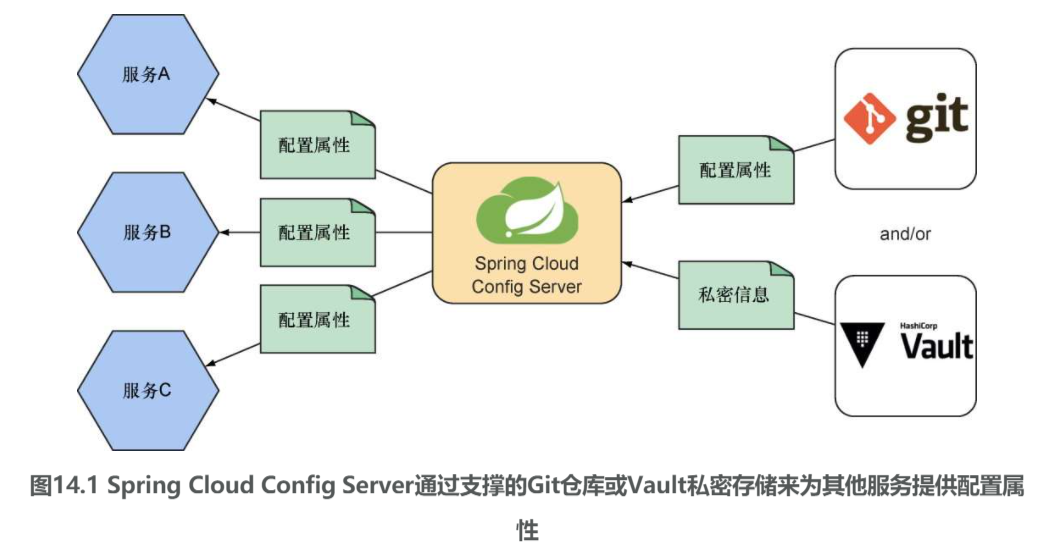 服务A
配置属性
服务B
配置属性
服务C
配置属性
Spring Cloud
Config Server
配置属性
git
and/or
私密信息
HashiCorp
Vault
图14.1 Spring Cloud Config Server通过支撑的Git仓库或Vault私密存储来为其他服务提供配置属
性